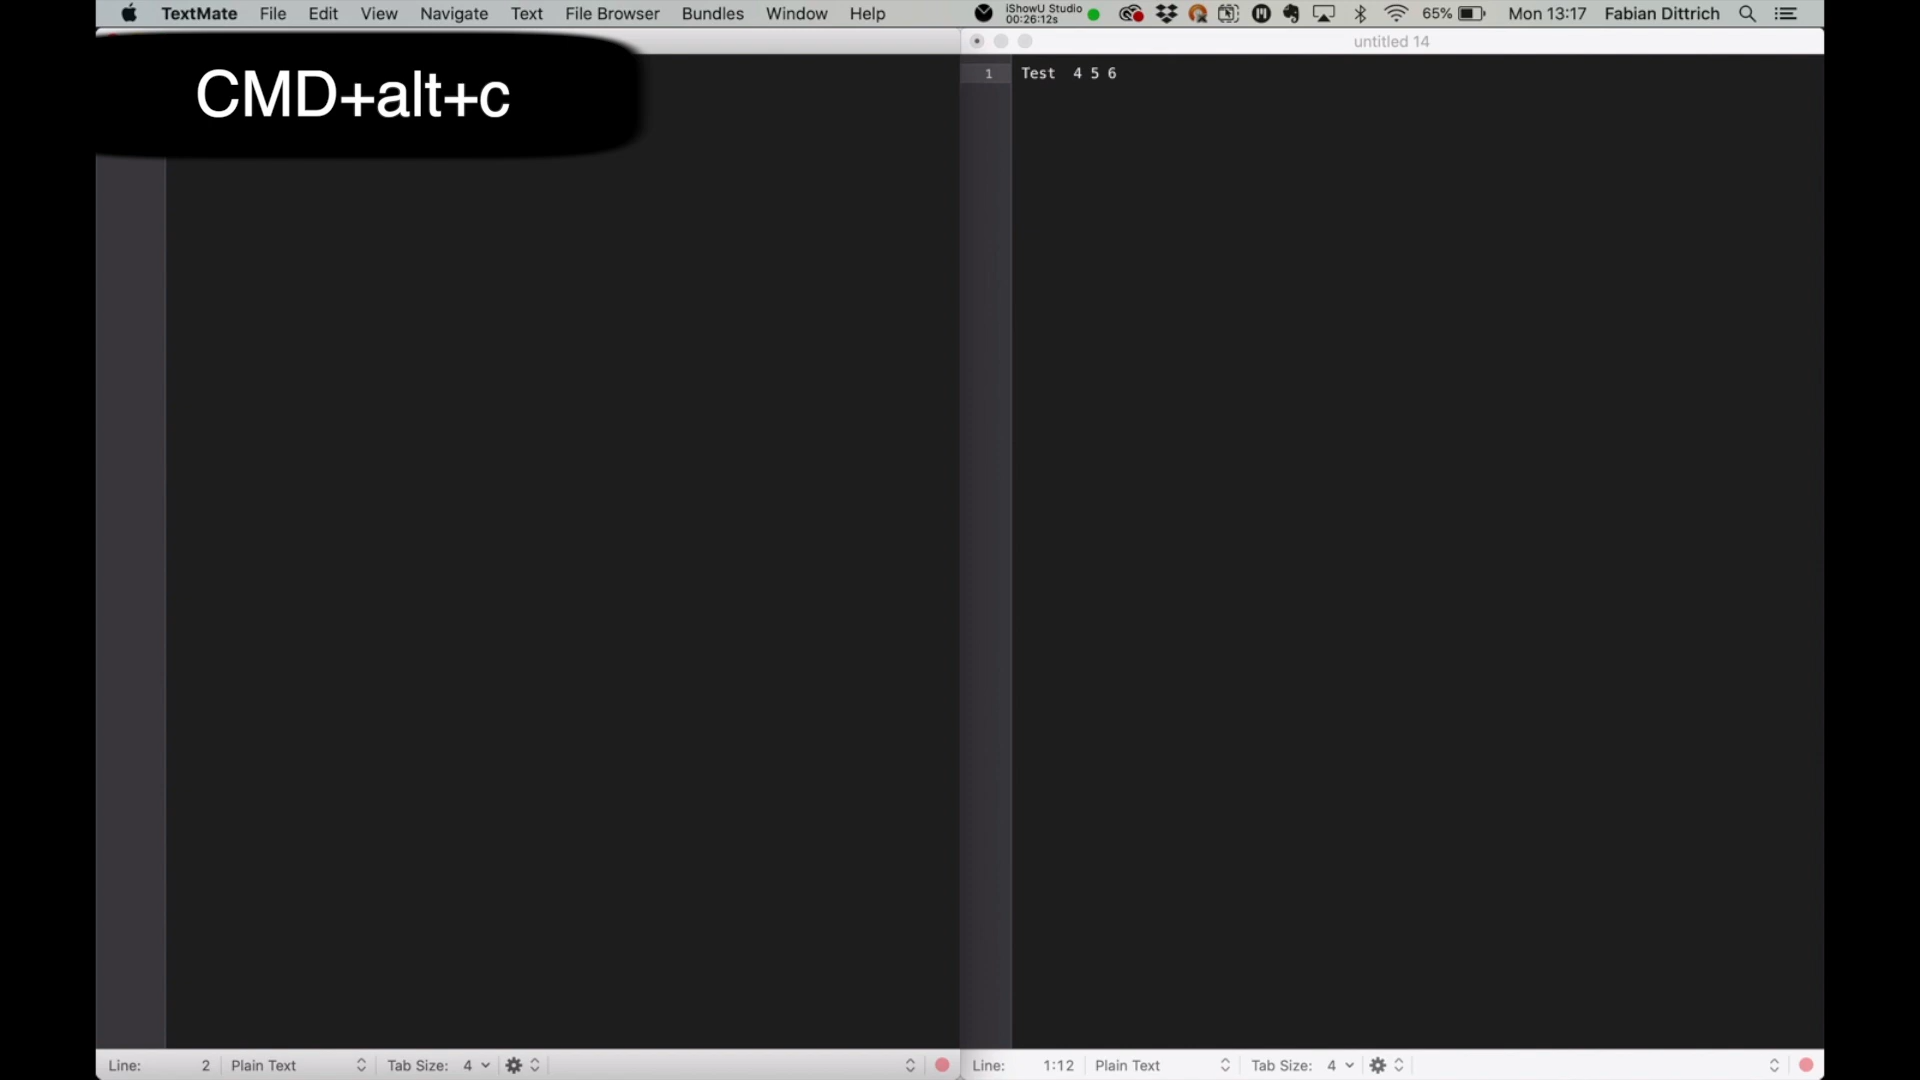 TextMate File Edit View Navigate Text File Browser Bundles Window Help iShowU Studio 00:26:12s 65% Mon 13:17 Fabian Dittrich
untitled 14
CMD+alt+c
1 Test  4 5 6
Line: 2 Plain Text Tab Size: 4
Line: 1:12 Plain Text Tab Size: 4